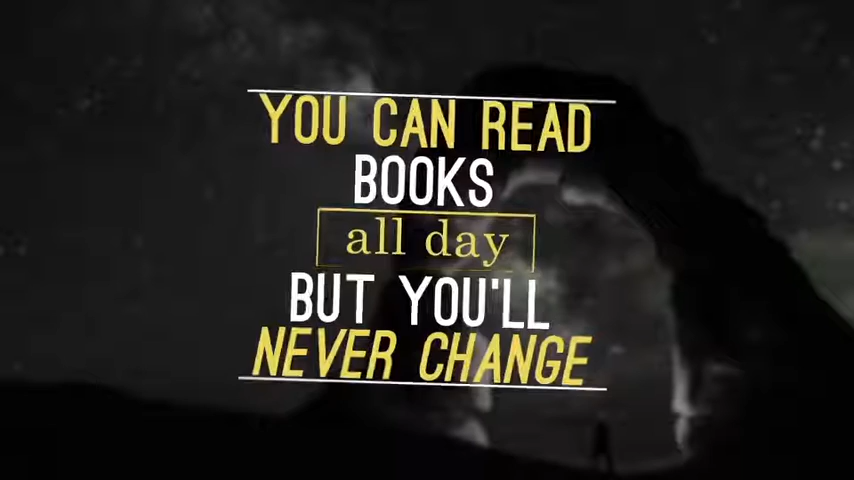 YOU CAN READ
BOOKS
all day
BUT YOU'LL
NEVER CHANGE